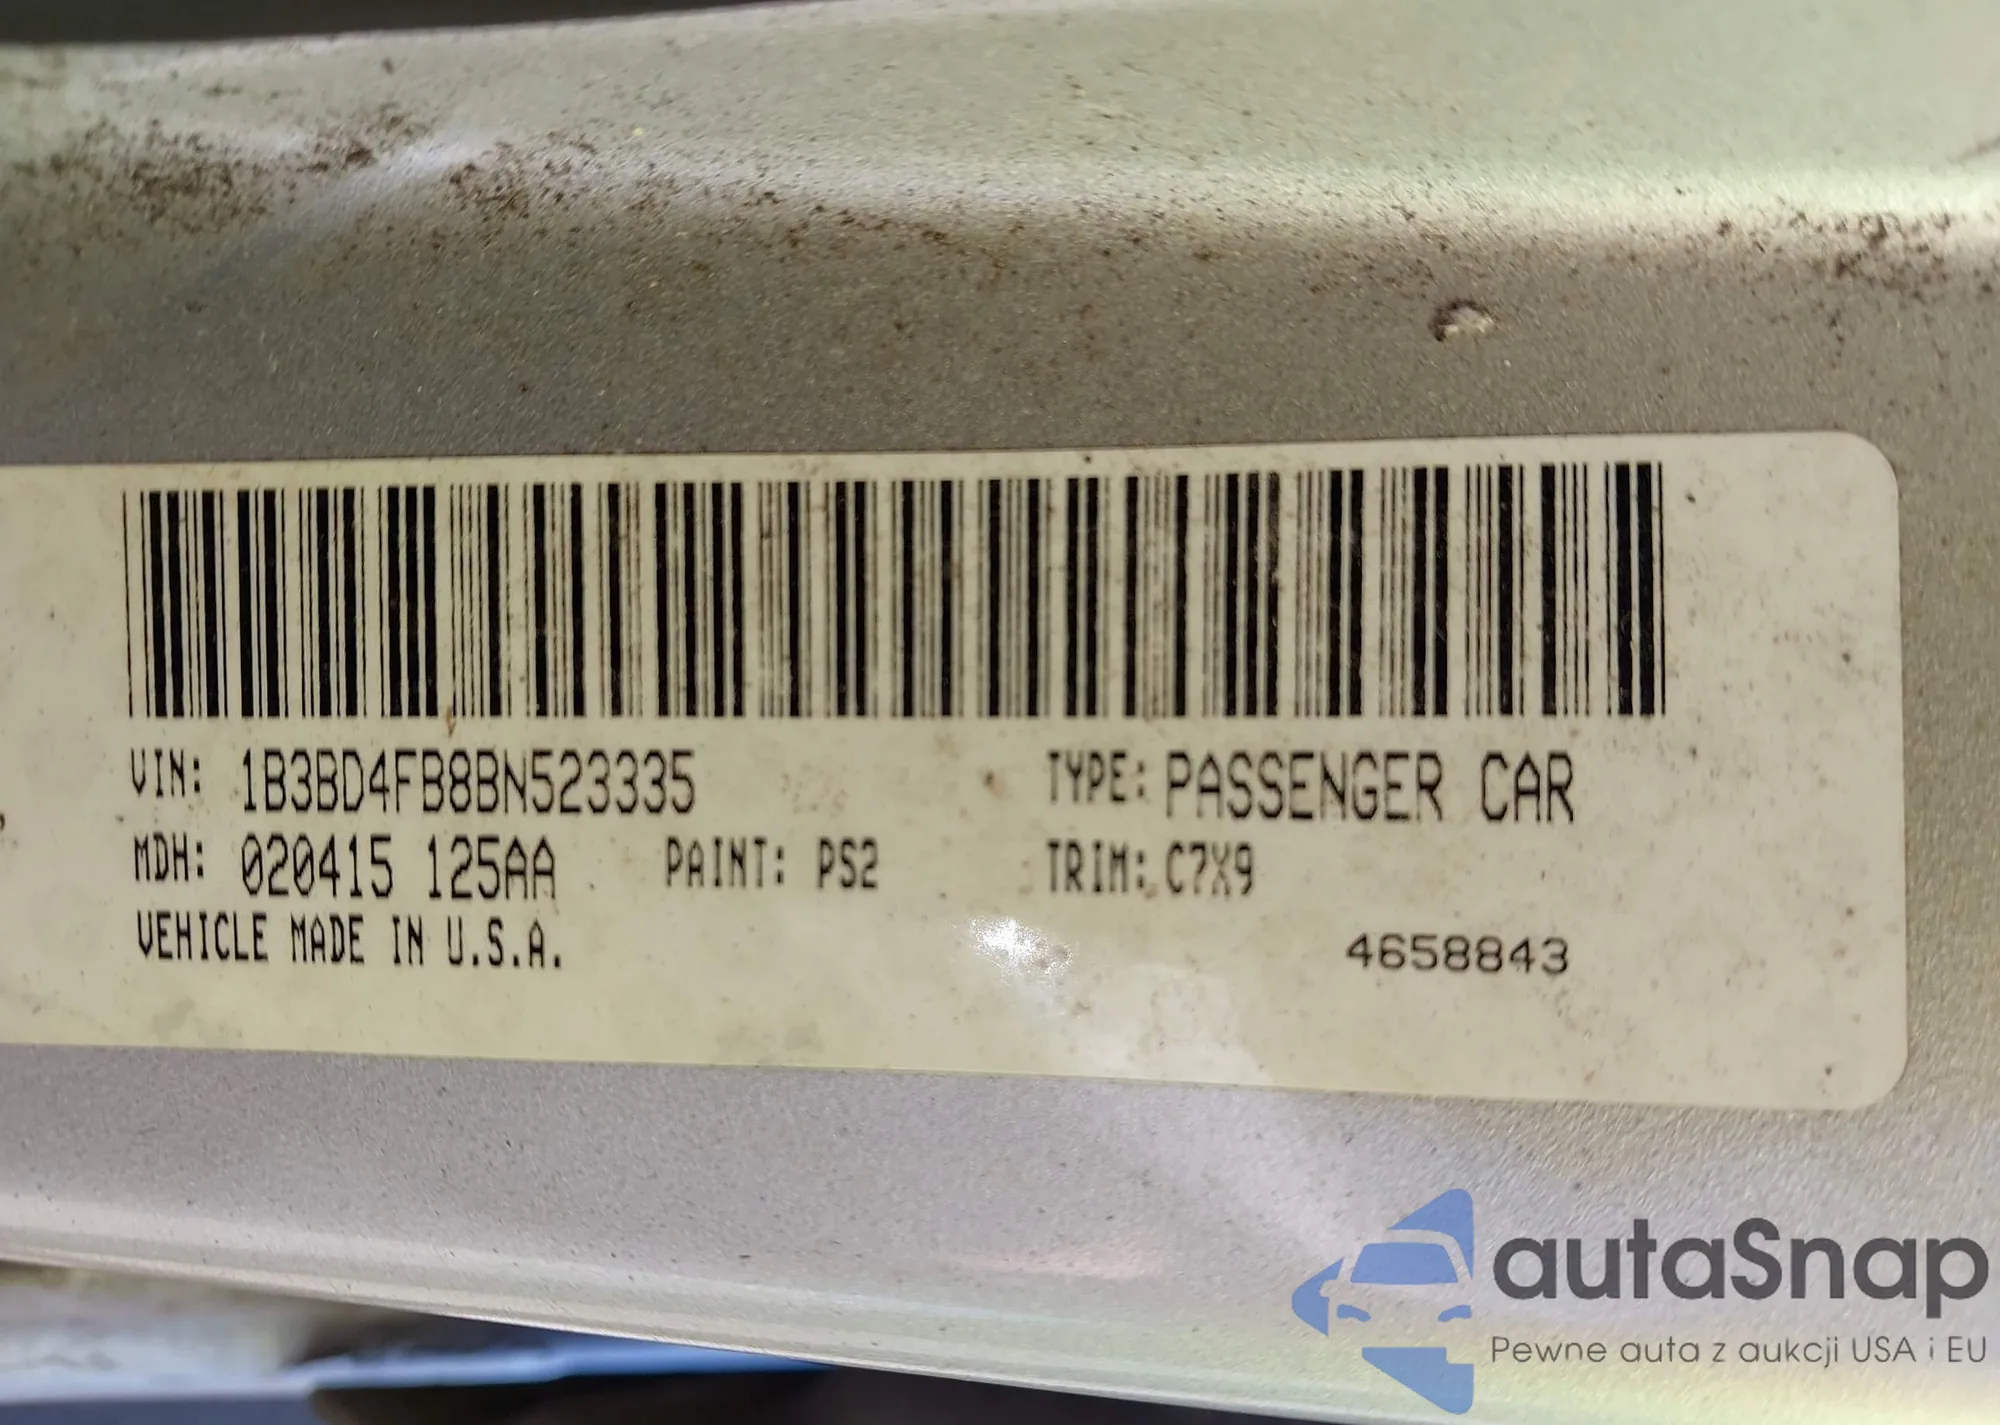 VIN: 1B3BD4FB8BN523335 TYPE: PASSENGER CAR
MDH: 020415 125AA PAINT: PS2 TRIM: C7X9
VEHICLE MADE IN U.S.A.
4658843
autaSnap
Pewne auta z aukcji USA i EU